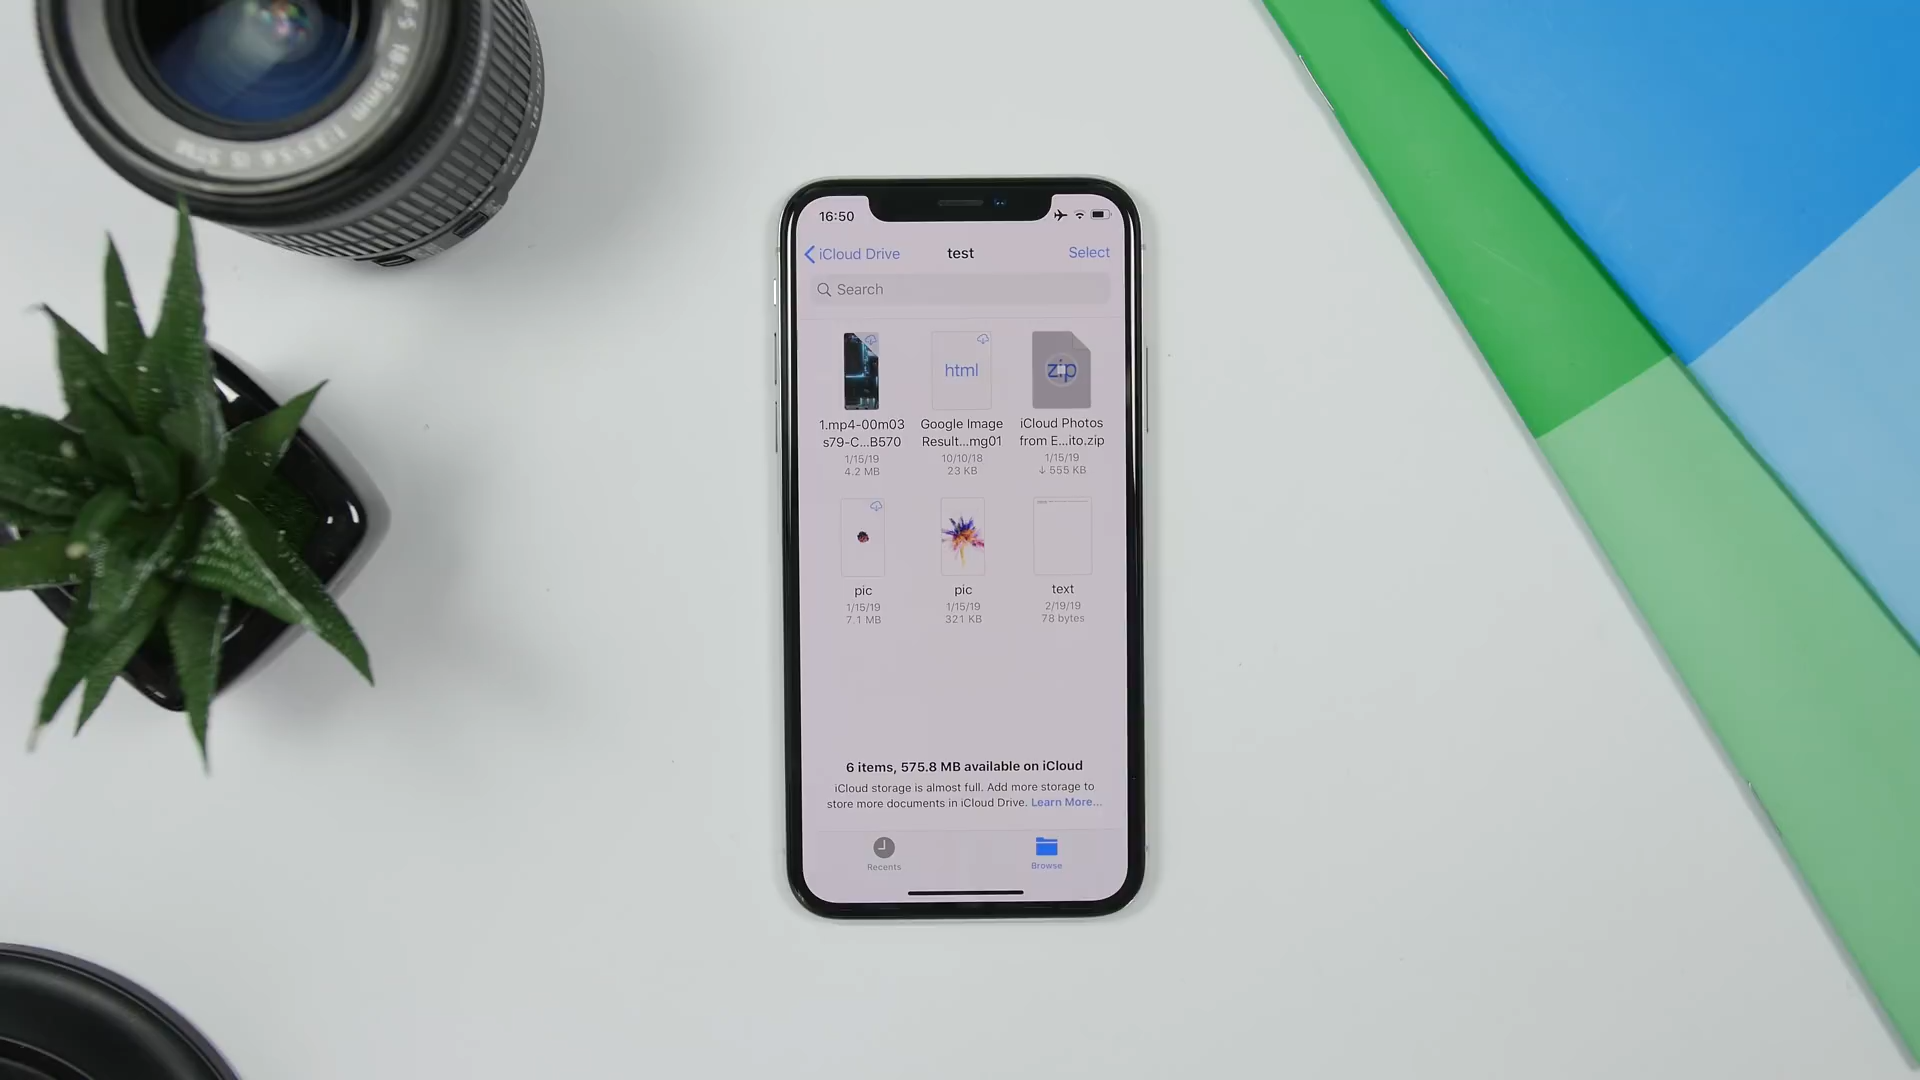 16:50
iCloud Drive
test
Select
Search
html
zip
1.mp4-00m03
s79-C...B570
1/15/19
4.2 MB
Google Image
Result...mg01
10/10/18
23 KB
iCloud Photos
from E...ito.zip
1/15/19
↓ 555 KB
pic
1/15/19
7.1 MB
pic
1/15/19
321 KB
text
2/19/19
78 bytes
6 items, 575.8 MB available on iCloud
iCloud storage is almost full. Add more storage to
store more documents in iCloud Drive. Learn More...
Recents
Browse